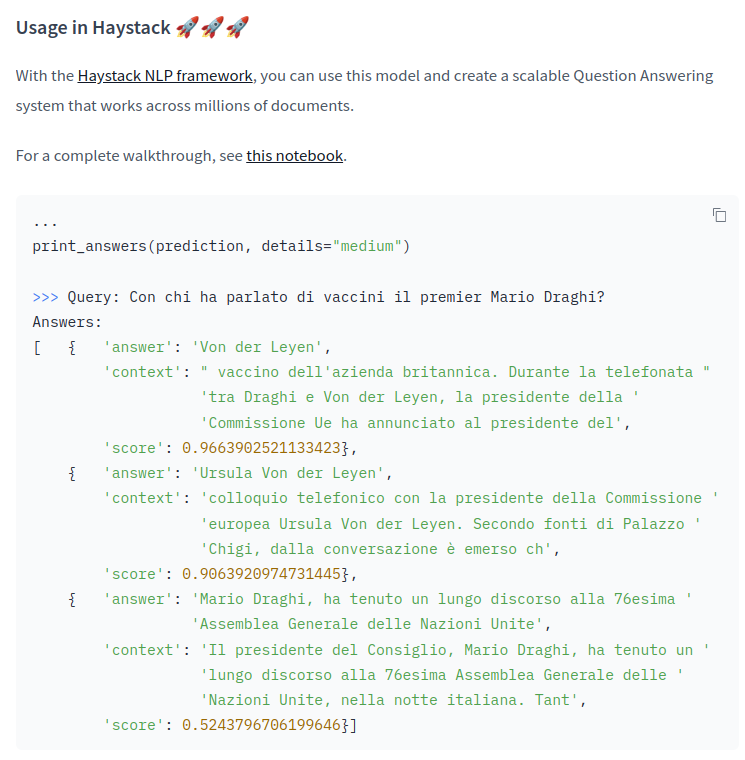 Usage in Haystack 🚀🚀🚀
With the Haystack NLP framework, you can use this model and create a scalable Question Answering
system that works across millions of documents.
For a complete walkthrough, see this notebook.
...
print_answers(prediction, details="medium")
>>> Query: Con chi ha parlato di vaccini il premier Mario Draghi?
Answers:
[   {   'answer': 'Von der Leyen',
        'context': " vaccino dell'azienda britannica. Durante la telefonata "
                   'tra Draghi e Von der Leyen, la presidente della '
                   'Commissione Ue ha annunciato al presidente del',
        'score': 0.9663902521133423},
    {   'answer': 'Ursula Von der Leyen',
        'context': 'colloquio telefonico con la presidente della Commissione '
                   'europea Ursula Von der Leyen. Secondo fonti di Palazzo '
                   'Chigi, dalla conversazione è emerso ch',
        'score': 0.9063920974731445},
    {   'answer': 'Mario Draghi, ha tenuto un lungo discorso alla 76esima '
                  'Assemblea Generale delle Nazioni Unite',
        'context': 'Il presidente del Consiglio, Mario Draghi, ha tenuto un '
                   'lungo discorso alla 76esima Assemblea Generale delle '
                   'Nazioni Unite, nella notte italiana. Tant',
        'score': 0.5243796706199646}]